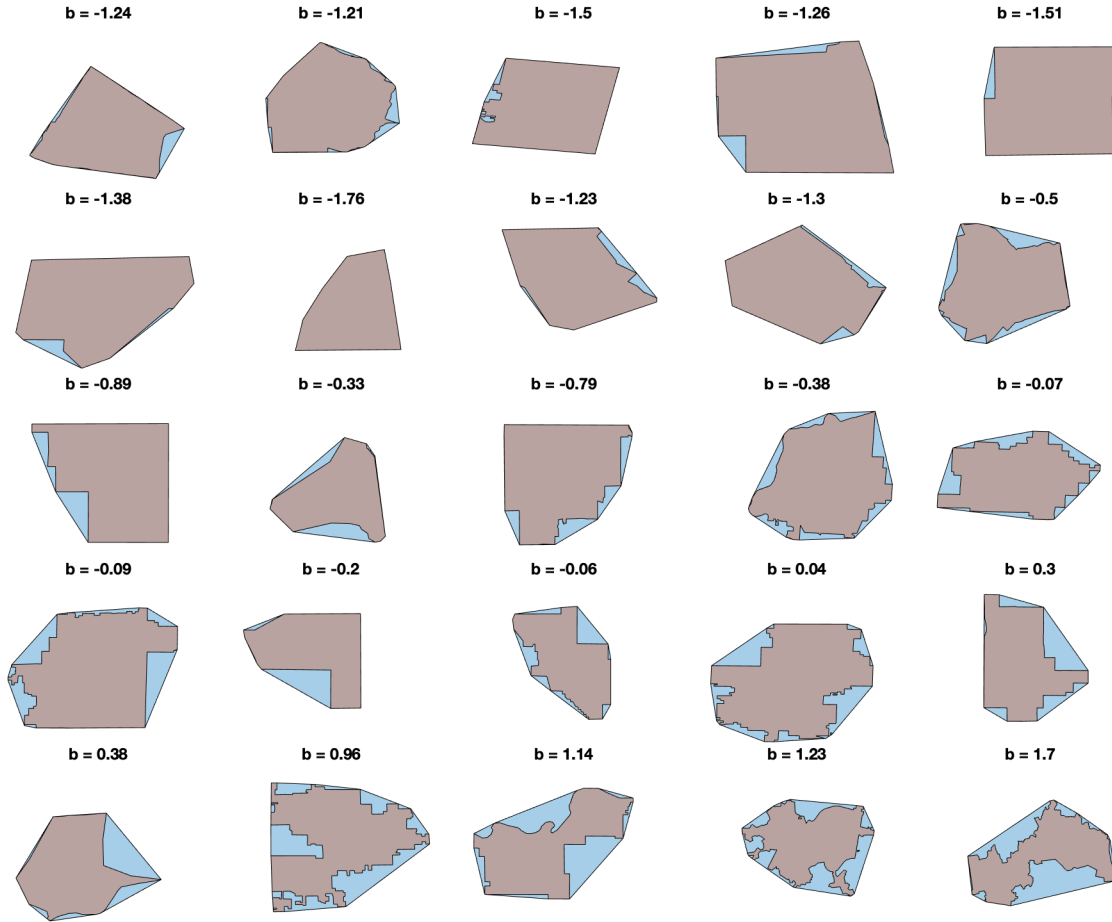 b = -1.24 b = -1.21 b = -1.5 b = -1.26 b = -1.51
b = -1.38 b = -1.76 b = -1.23 b = -1.3 b = -0.5
b = -0.89 b = -0.33 b = -0.79 b = -0.38 b = -0.07
b = -0.09 b = -0.2 b = -0.06 b = 0.04 b = 0.3
b = 0.38 b = 0.96 b = 1.14 b = 1.23 b = 1.7